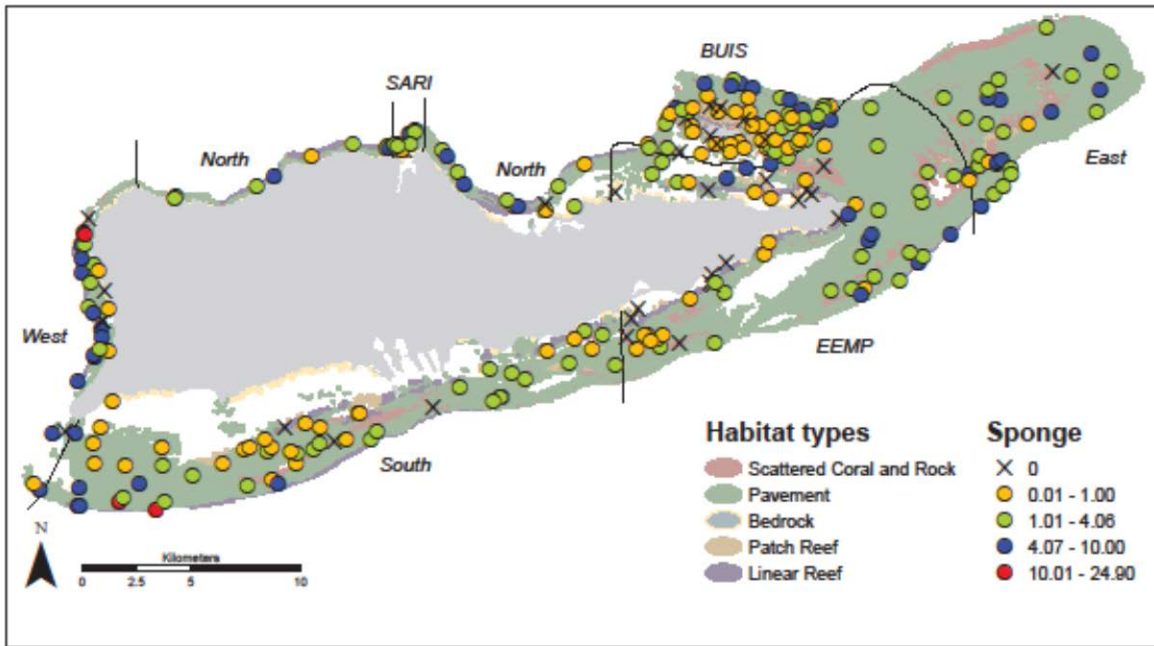 BUIS
SARI
North
North
East
West
EEMP
South
Habitat types
Scattered Coral and Rock
Pavement
Bedrock
Patch Reef
Linear Reef
Sponge
0
0.01 - 1.00
1.01 - 4.06
4.07 - 10.00
10.01 - 24.90
N
Kilometers
0 2.5 5 10